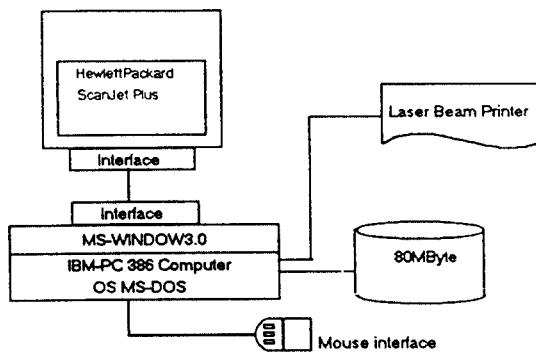 HewlettPackard
ScanJet Plus
Interface
Laser Beam Printer
Interface
MS-WINDOW3.0
IBM-PC 386 Computer
OS MS-DOS
80MByte
Mouse interface